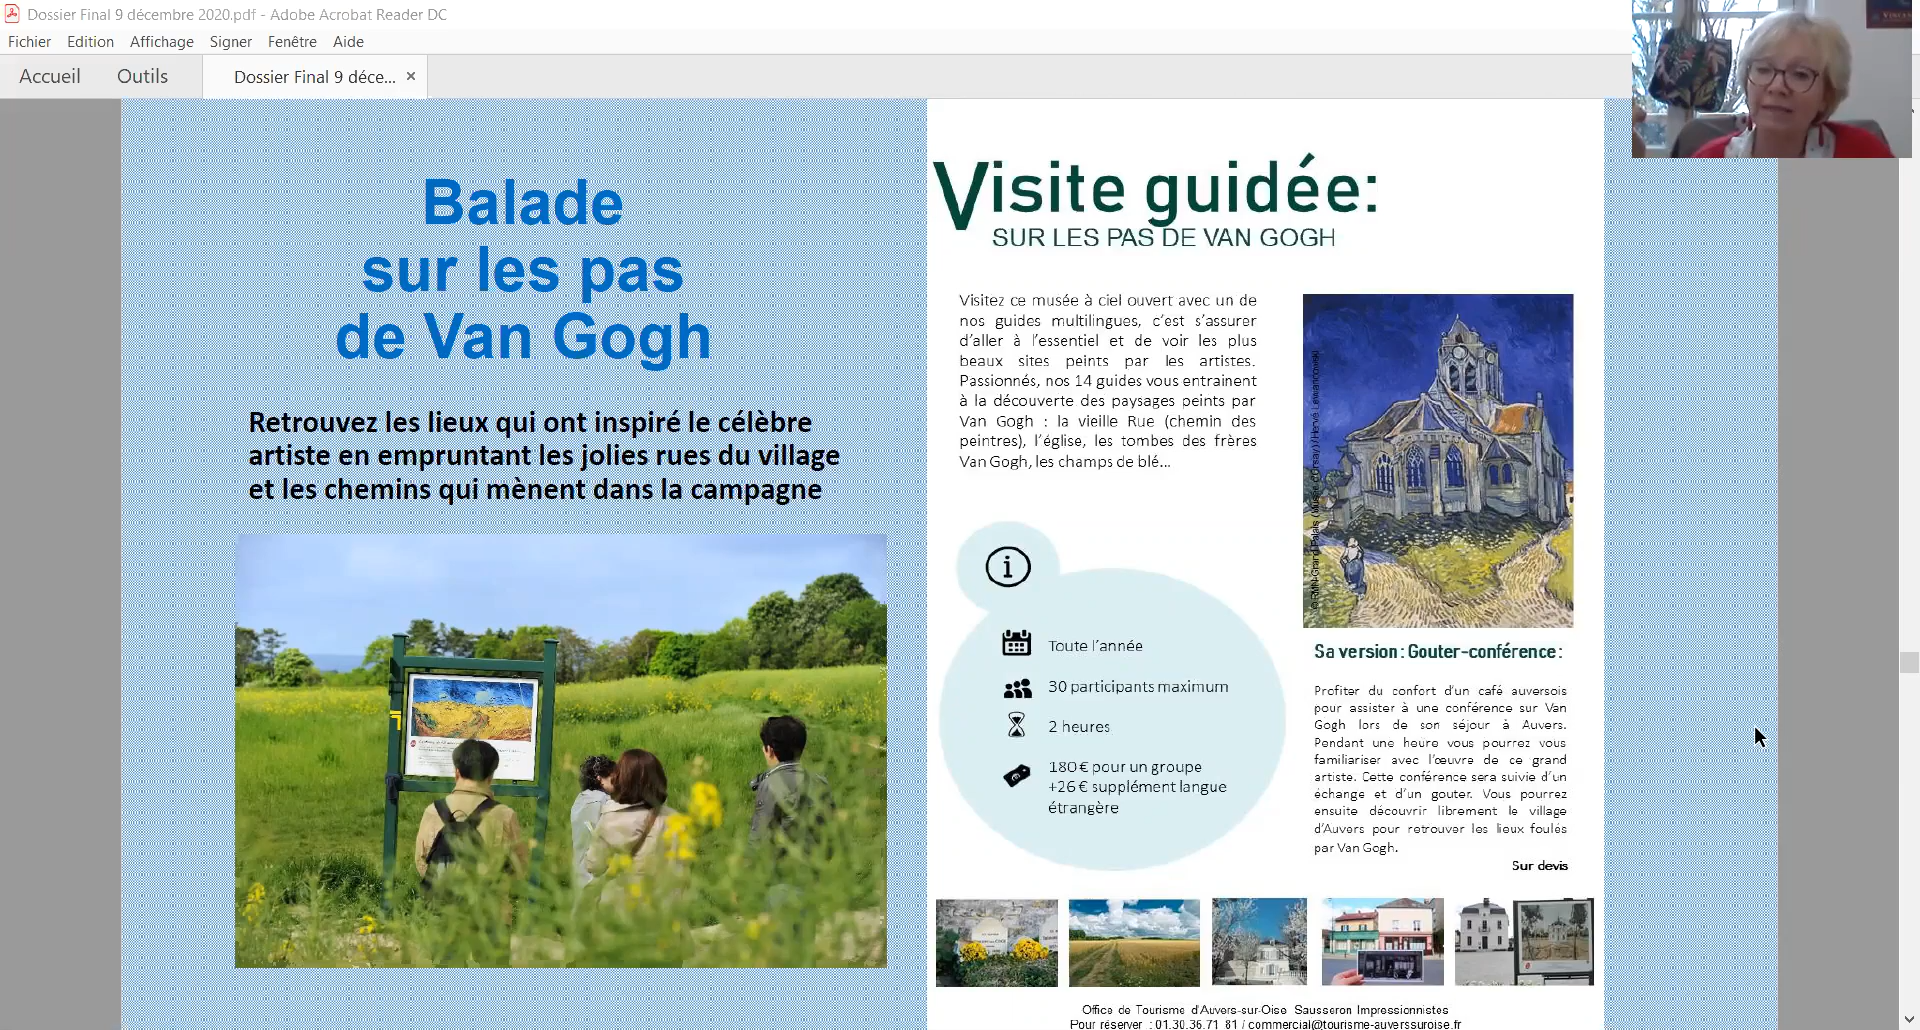 Dossier Final 9 décembre 2020.pdf - Adobe Acrobat Reader DC
Fichier Edition Affichage Signer Fenêtre Aide
Accueil Outils Dossier Final 9 déce... ×
Balade
sur les pas
de Van Gogh
Retrouvez les lieux qui ont inspiré le célèbre
artiste en empruntant les jolies rues du village
et les chemins qui mènent dans la campagne
Visite guidée:
SUR LES PAS DE VAN GOGH
Visitez ce musée à ciel ouvert avec un de
nos guides multilingues, c'est s'assurer
d'aller à l'essentiel et de voir les plus
beaux sites peints par les artistes.
Passionnés, nos 14 guides vous entrainent
à la découverte des paysages peints par
Van Gogh : la vieille Rue (chemin des
peintres), l'église, les tombes des frères
Van Gogh, les champs de blé...
i
Toute l'année
30 participants maximum
2 heures
180 € pour un groupe
+26 € supplément langue
étrangère
© RMN-Grand Palais (Musée d'Orsay) / Hervé Lewandowski
Sa version : Gouter-conférence :
Profiter du confort d'un café auversois
pour assister à une conférence sur Van
Gogh lors de son séjour à Auvers.
Pendant une heure vous pourrez vous
familiariser avec l'œuvre de ce grand
artiste. Cette conférence sera suivie d'un
échange et d'un gouter. Vous pourrez
ensuite découvrir librement le village
d'Auvers pour retrouver les lieux foulés
par Van Gogh.
Sur devis
Office de Tourisme d'Auvers-sur-Oise Sausseron Impressionnistes
Pour réserver : 01.30.36.71 81 / commercial@tourisme-auverssuroise.fr